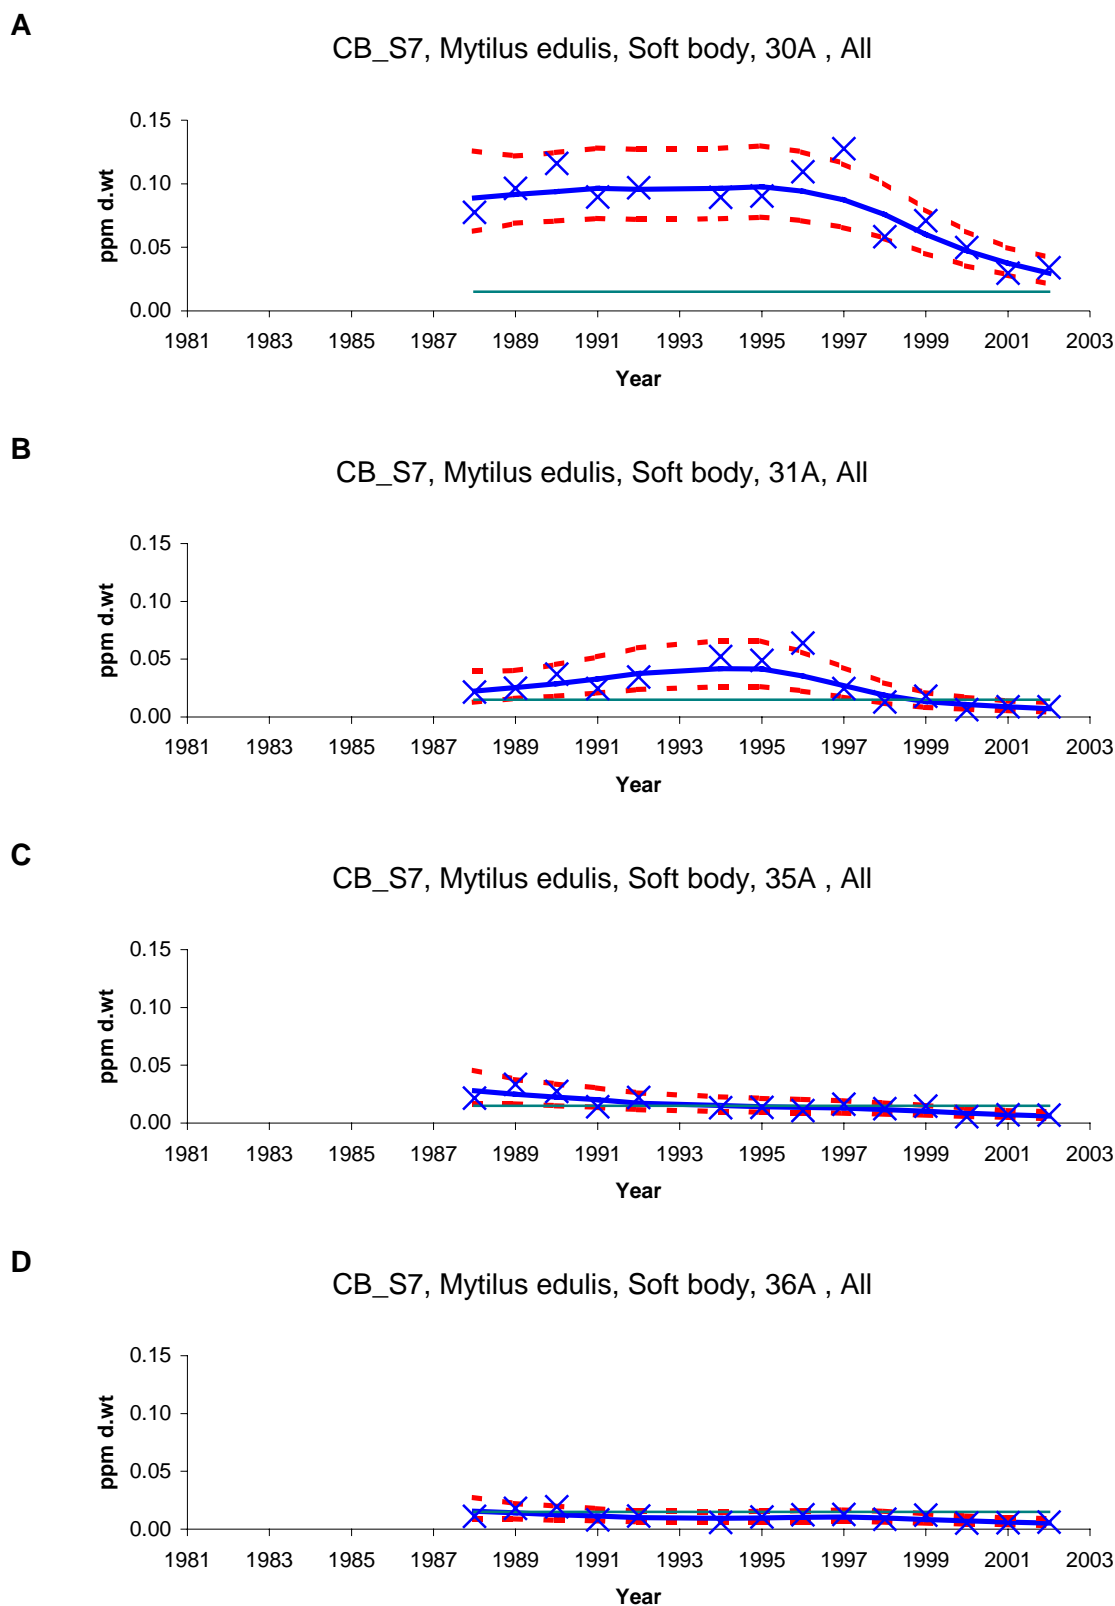 A
CB_S7, Mytilus edulis, Soft body, 30A , All
0.15
0.10
0.05
0.00
ppm d.wt
1981 1983 1985 1987 1989 1991 1993 1995 1997 1999 2001 2003
Year
B
CB_S7, Mytilus edulis, Soft body, 31A, All
0.15
0.10
0.05
0.00
ppm d.wt
1981 1983 1985 1987 1989 1991 1993 1995 1997 1999 2001 2003
Year
C
CB_S7, Mytilus edulis, Soft body, 35A , All
0.15
0.10
0.05
0.00
ppm d.wt
1981 1983 1985 1987 1989 1991 1993 1995 1997 1999 2001 2003
Year
D
CB_S7, Mytilus edulis, Soft body, 36A , All
0.15
0.10
0.05
0.00
ppm d.wt
1981 1983 1985 1987 1989 1991 1993 1995 1997 1999 2001 2003
Year